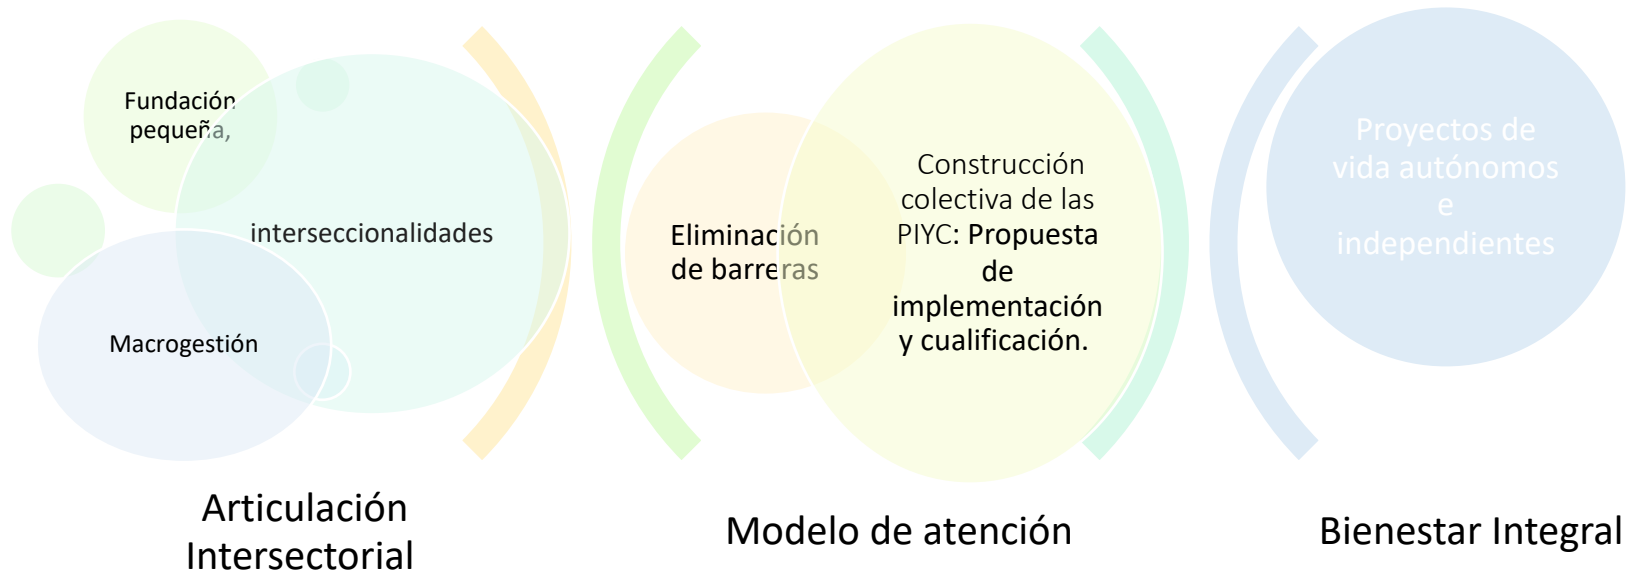 Fundación
pequeña,
interseccionalidades
Macrogestión
Articulación
Intersectorial
Eliminación
de barreras
Construcción
colectiva de las
PIYC: Propuesta
de
implementación
y cualificación.
Modelo de atención
Proyectos de
vida autónomos
e
independientes
Bienestar Integral